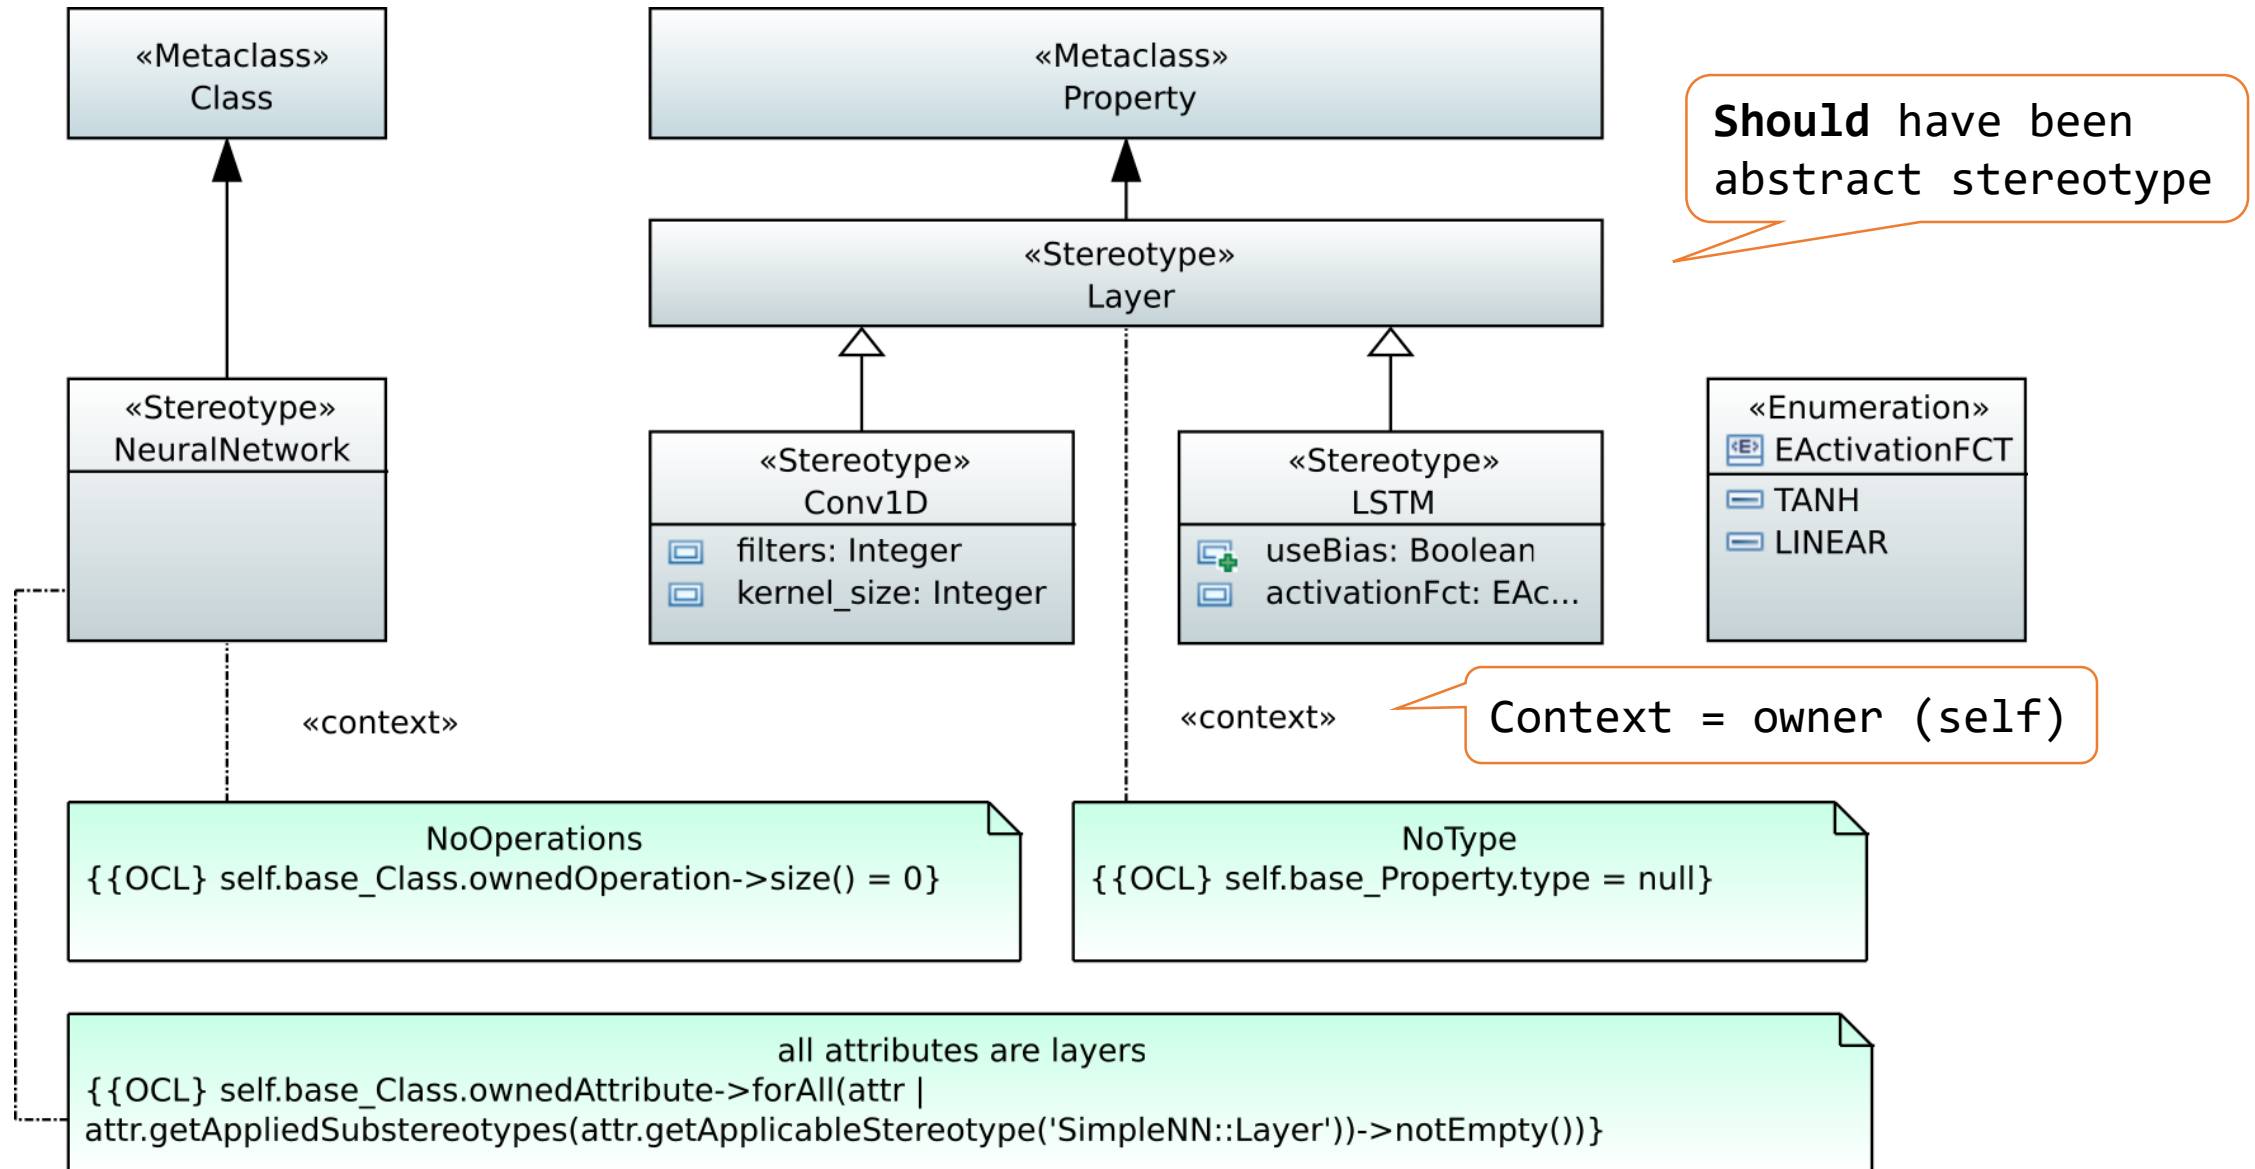 «Metaclass»
Class
«Metaclass»
Property
Should have been
abstract stereotype
«Stereotype»
Layer
«Stereotype»
NeuralNetwork
«Stereotype»
Conv1D
filters: Integer
kernel_size: Integer
«Stereotype»
LSTM
useBias: Boolean
activationFct: EAc...
«Enumeration»
<E> EActivationFCT
TANH
LINEAR
«context»
«context»
Context = owner (self)
NoOperations
{{OCL} self.base_Class.ownedOperation->size() = 0}
NoType
{{OCL} self.base_Property.type = null}
all attributes are layers
{{OCL} self.base_Class.ownedAttribute->forAll(attr |
attr.getAppliedSubstereotypes(attr.getApplicableStereotype('SimpleNN::Layer'))->notEmpty())}